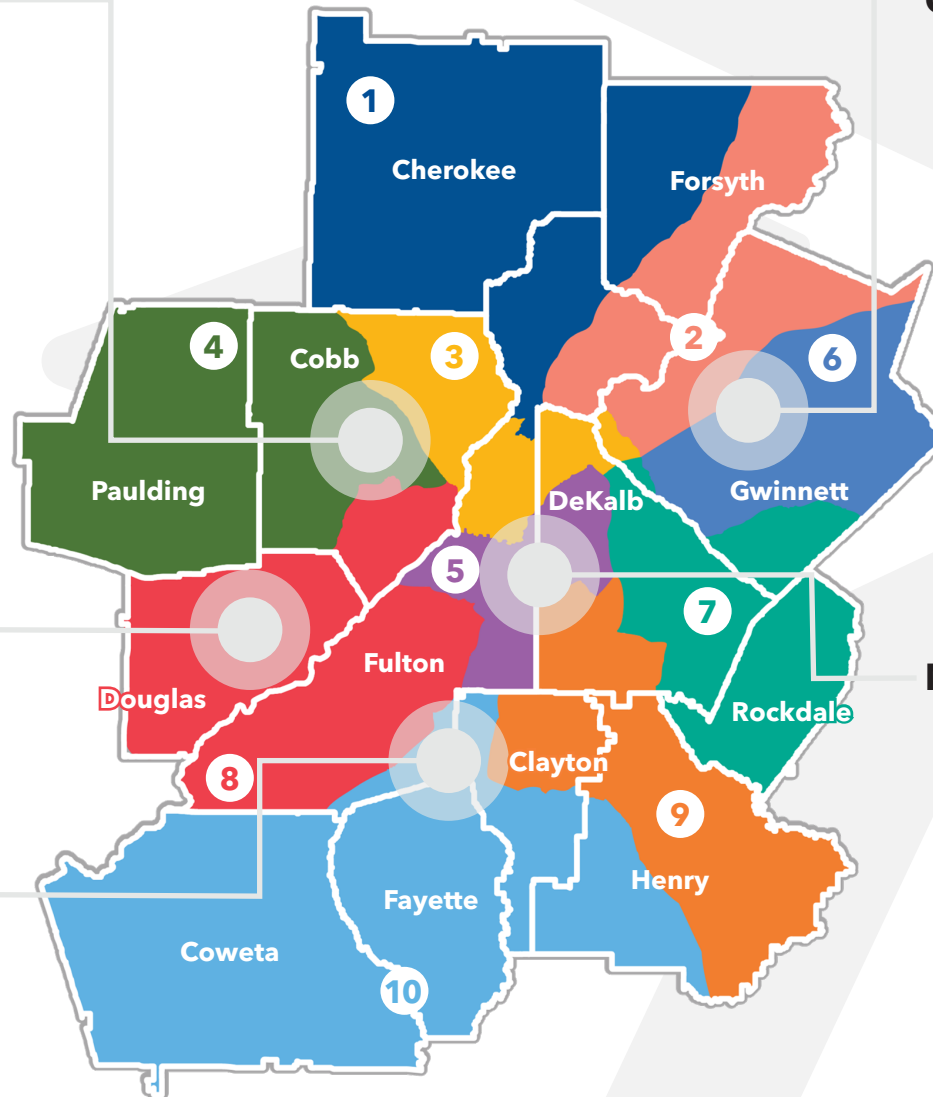 1
Cherokee
Forsyth
2
4
3
6
Cobb
Paulding
Gwinnett
DeKalb
5
7
Fulton
Douglas
Rockdale
8
Clayton
9
Henry
Fayette
Coweta
10